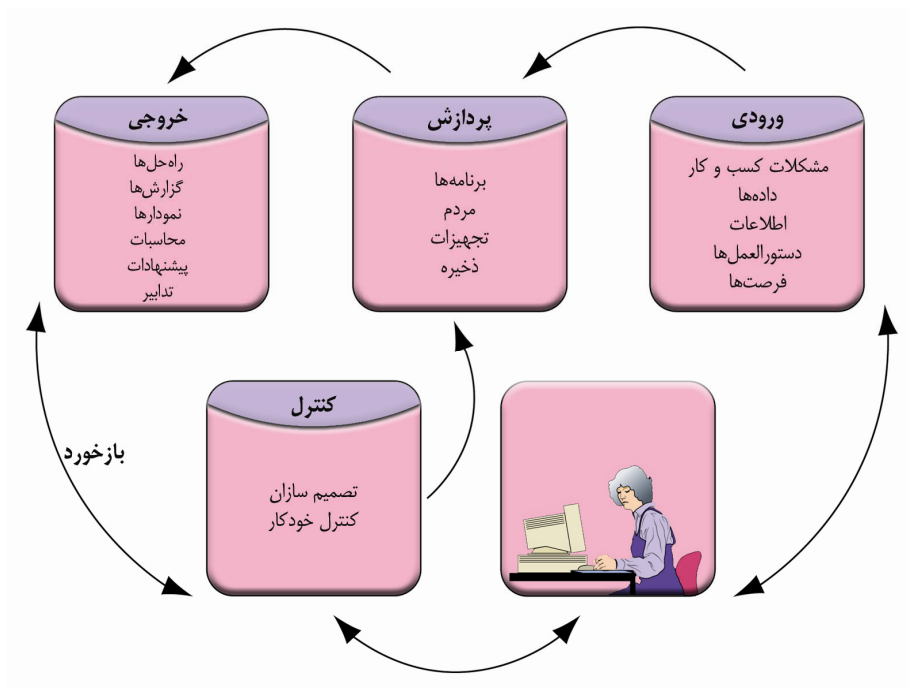 ورودی
مشکلات کسب و کار
داده‌ها
اطلاعات
دستورالعمل‌ها
فرصت‌ها
پردازش
برنامه‌ها
مردم
تجهیزات
ذخیره
خروجی
راه‌حل‌ها
گزارش‌ها
نمودارها
محاسبات
پیشنهادات
تدابیر
کنترل
تصمیم سازان
کنترل خودکار
بازخورد